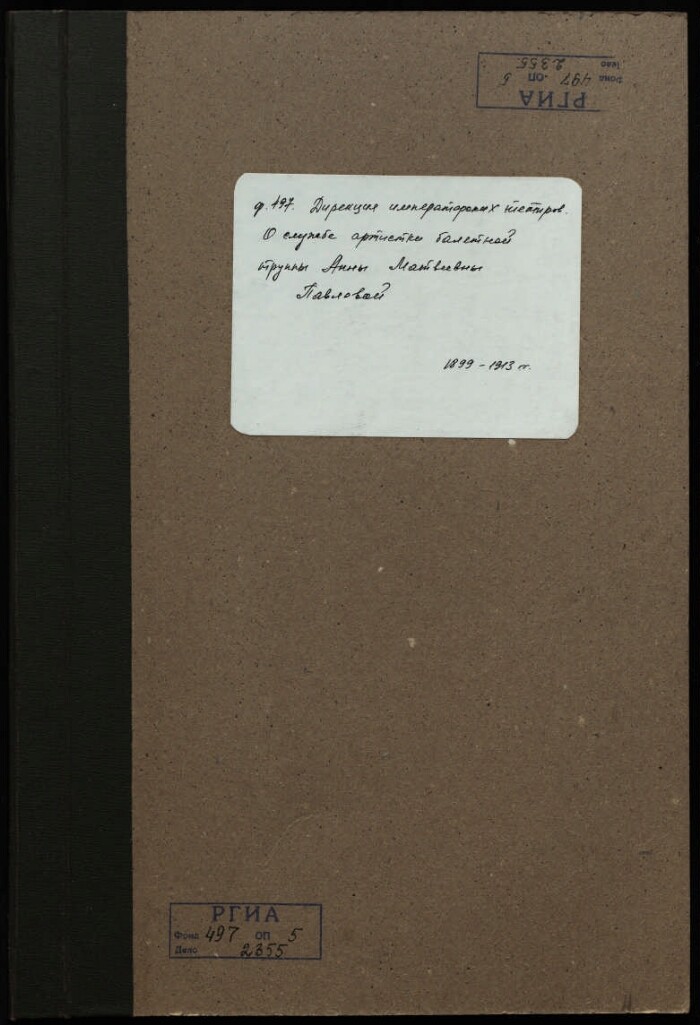 РГИА
Фонд 497 оп. 5
Дело 2355
ф. 497. Дирекция императорских театров.
О службе артистки балетной
труппы Анны Матвеевны
Павловой
1899 - 1913 гг.
РГИА
Фонд 497 оп 5
Дело 2355